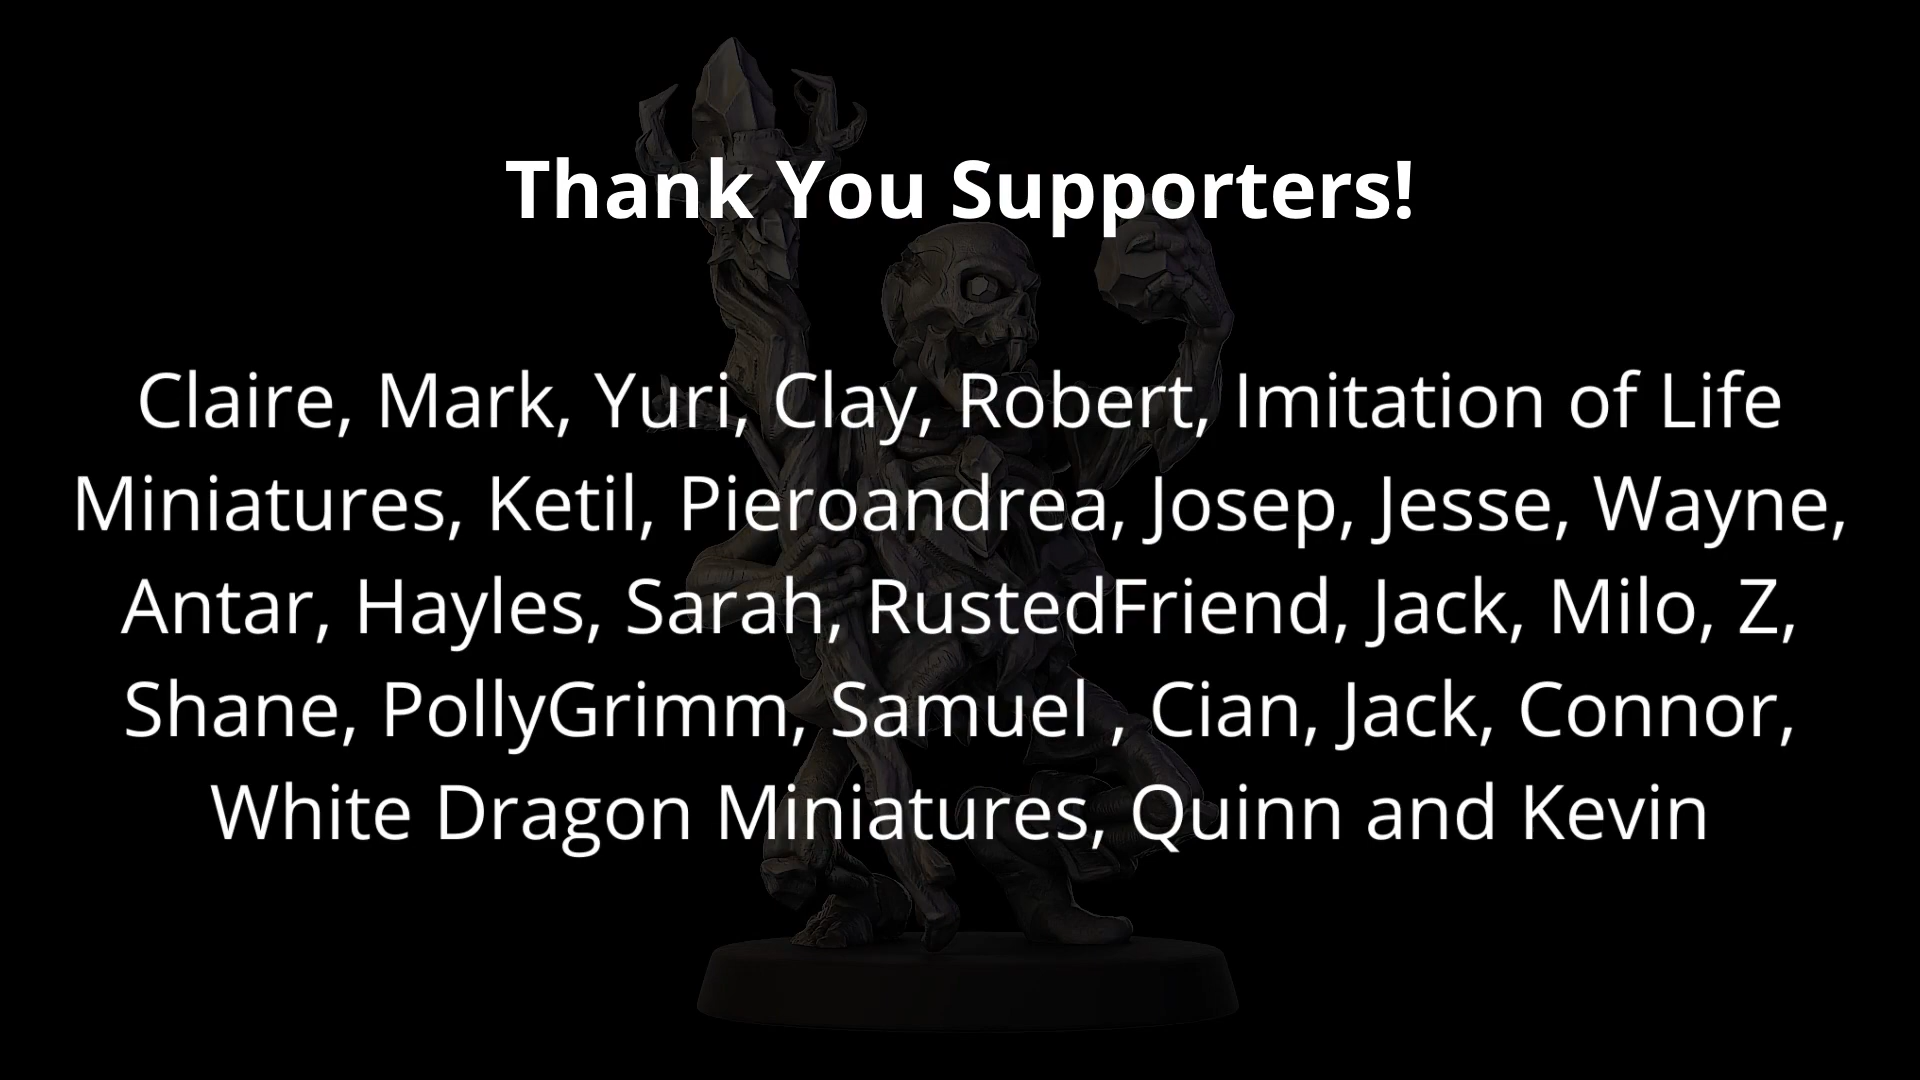 Thank You Supporters!
Claire, Mark, Yuri, Clay, Robert, Imitation of Life
Miniatures, Ketil, Pieroandrea, Josep, Jesse, Wayne,
Antar, Hayles, Sarah, RustedFriend, Jack, Milo, Z,
Shane, PollyGrimm, Samuel , Cian, Jack, Connor,
White Dragon Miniatures, Quinn and Kevin